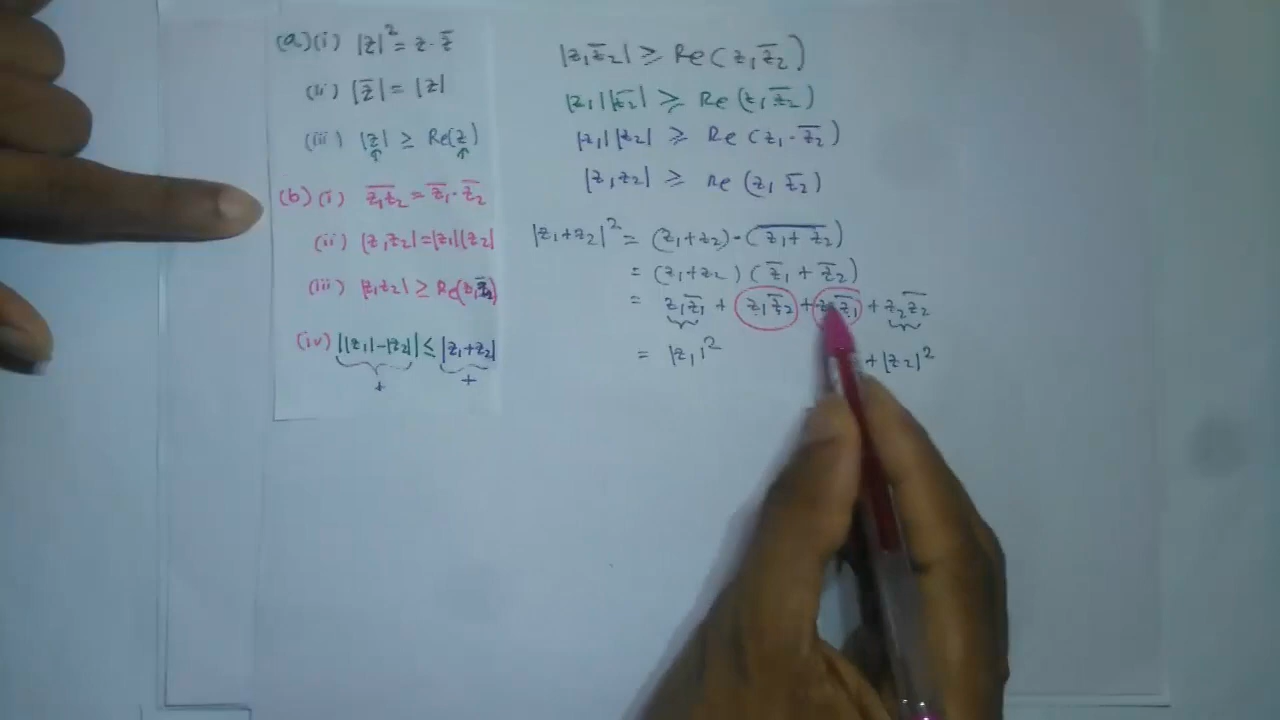 (a)(i) |z|² = z·z̅
(ii) |z̅| = |z|
(iii) |z| ≥ Re(z)
(b)(i) \overline{z₁z₂} = z̅₁·z̅₂
(ii) |z₁z₂| = |z₁||z₂|
(iii) |z₁z₂| ≥ Re(z₁z̅₂)
(iv) ||z₁|-|z₂|| ≤ |z₁+z₂|
+ +
|z₁z̅₂| ≥ Re(z₁z̅₂)
|z₁||z̅₂| ≥ Re(z₁z̅₂)
|z₁||z₂| ≥ Re(z₁·z̅₂)
|z₁z₂| ≥ Re(z₁z̅₂)
|z₁+z₂|² = (z₁+z₂)·(\overline{z₁+z₂})
= (z₁+z₂)(z̅₁+z̅₂)
= z₁z̅₁ + z₁z̅₂ + z̅₁ + z₂z̅₂
= |z₁|² + |z₂|²